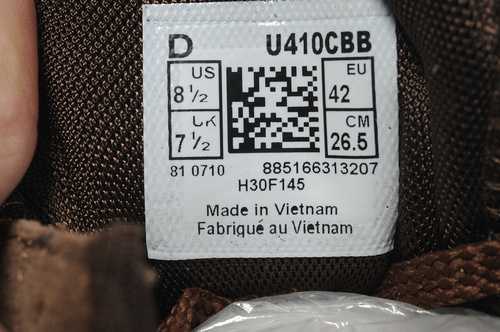 D U410CBB
US 8 1/2 EU 42
UK 7 1/2 CM 26.5
81 0710 885166313207
H30F145
Made in Vietnam
Fabriqué au Vietnam